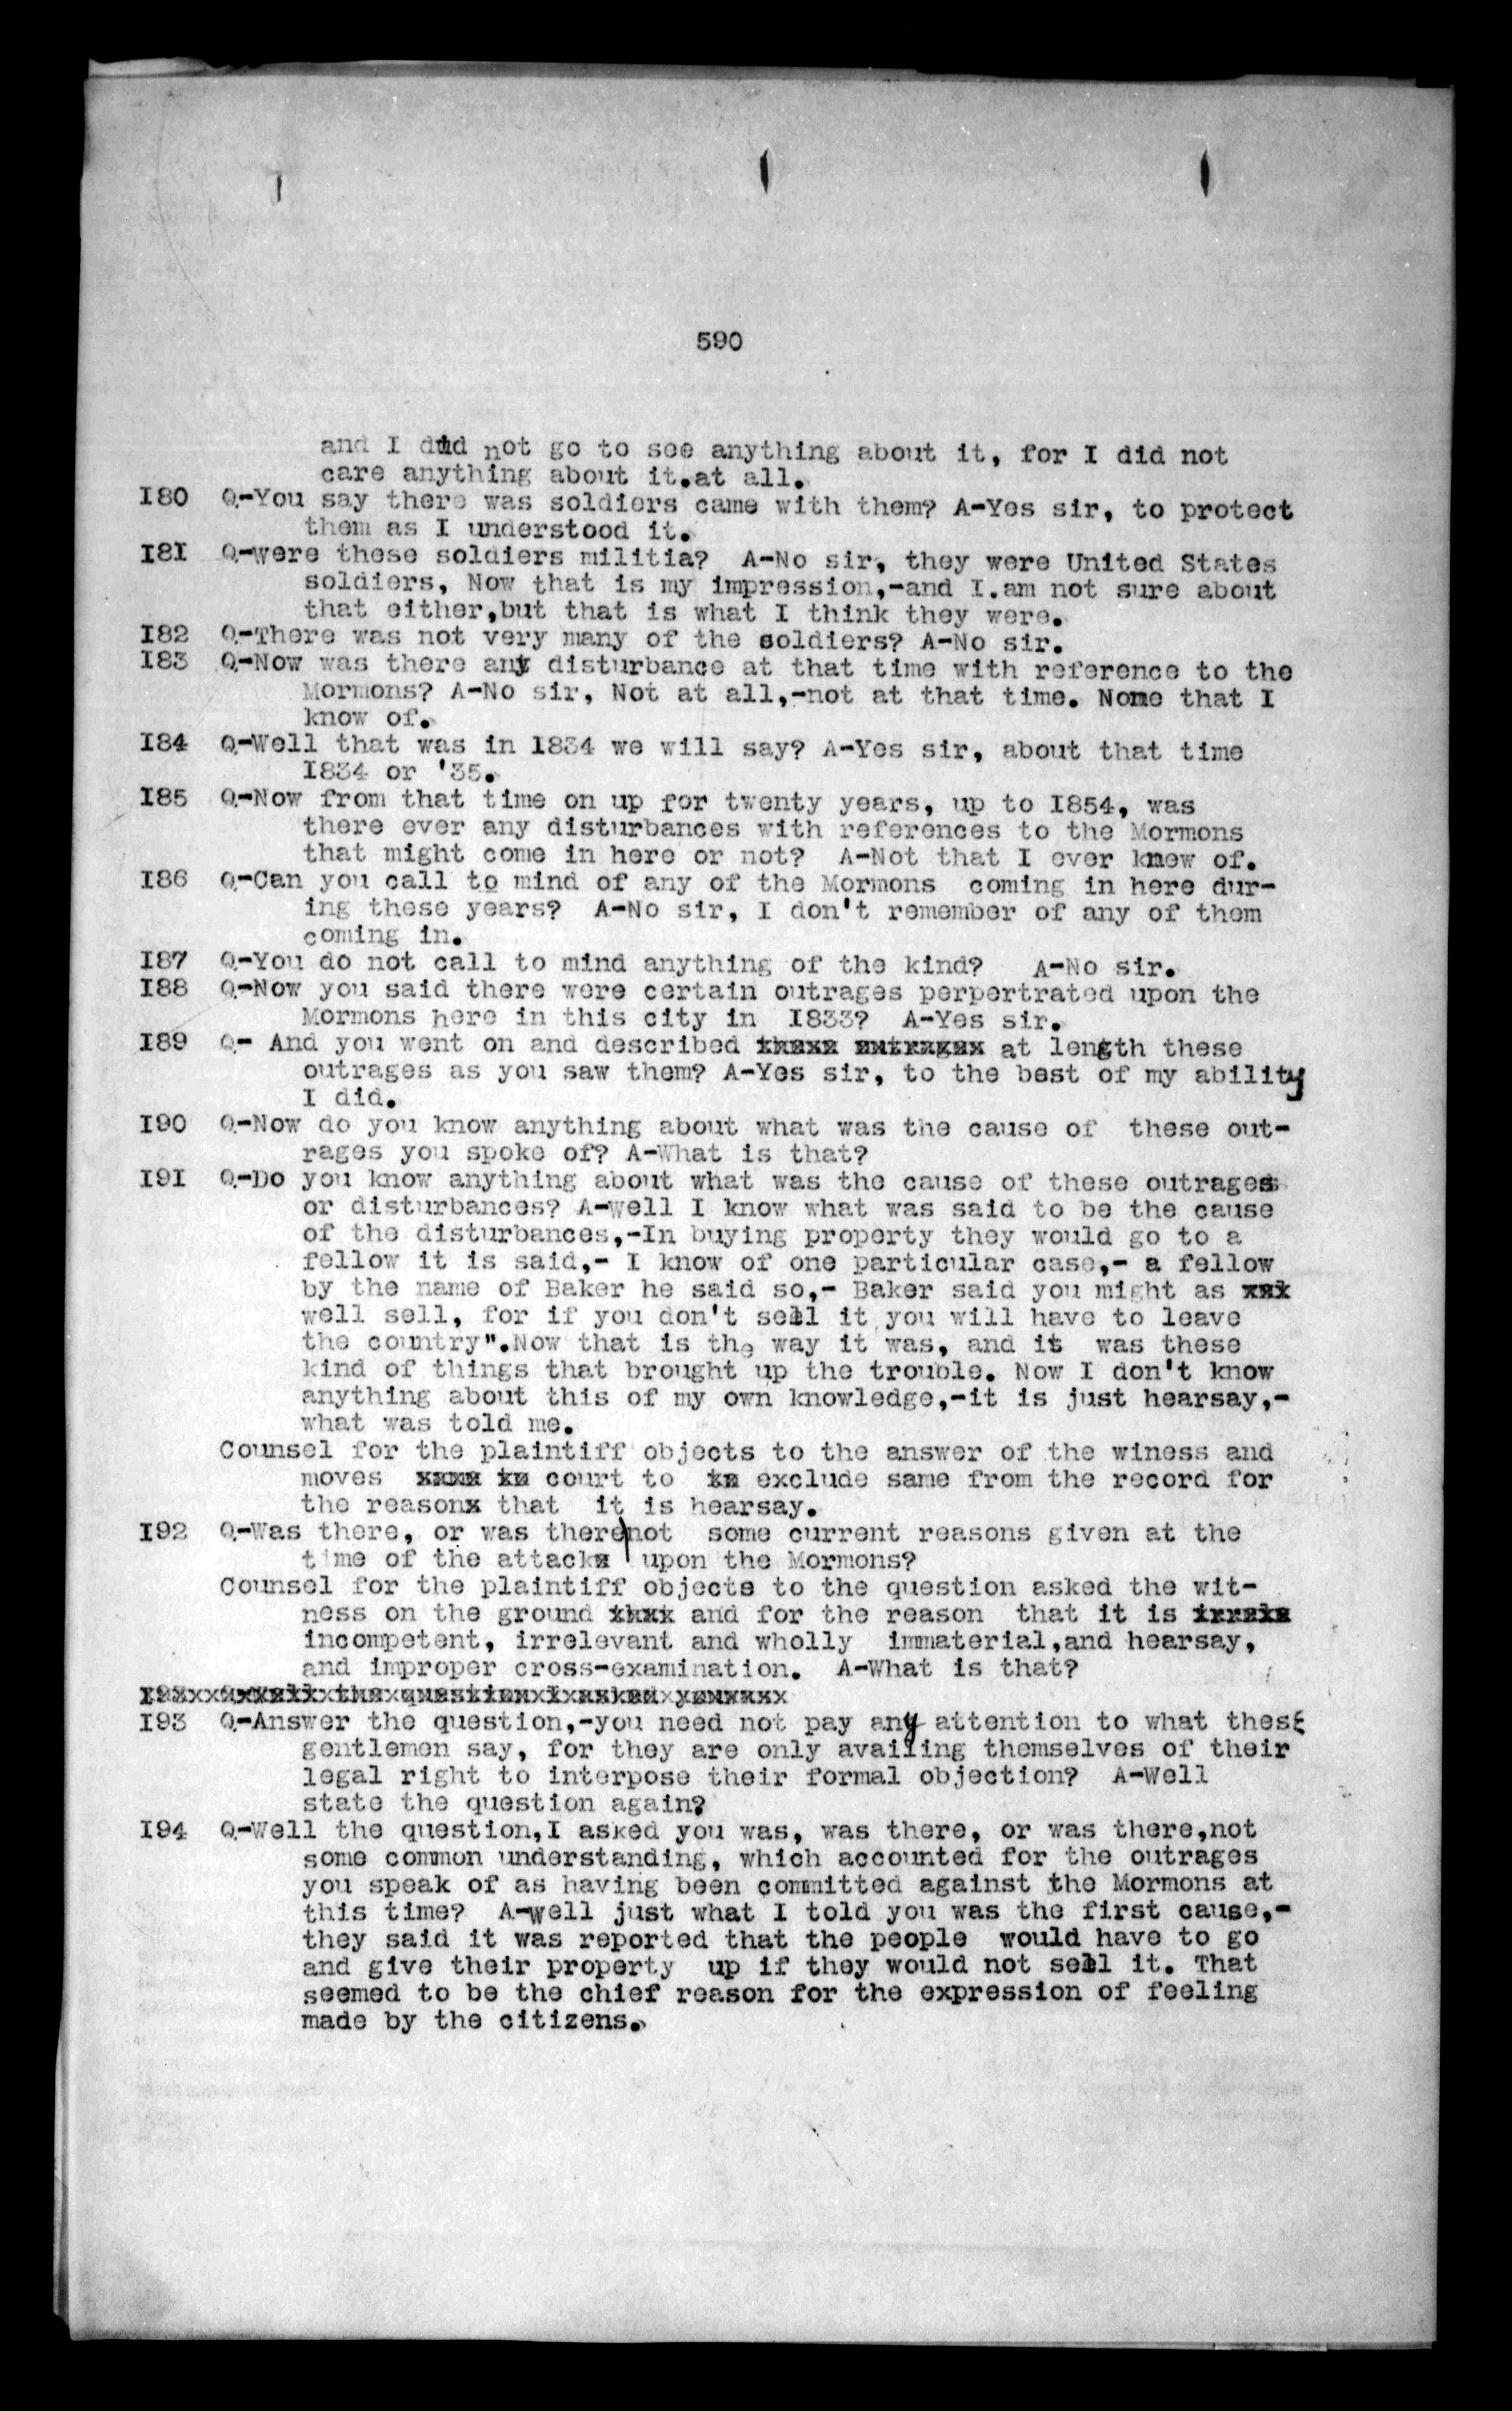 590
and I did not go to see anything about it, for I did not
care anything about it.at all.
I80 Q-You say there was soldiers came with them? A-Yes sir, to protect
them as I understood it.
I8I Q-were these soldiers militia? A-No sir, they were United States
soldiers, Now that is my impression,-and I.am not sure about
that either,but that is what I think they were.
I82 Q-There was not very many of the soldiers? A-No sir.
I83 Q-Now was there any disturbance at that time with reference to the
Mormons? A-No sir, Not at all,-not at that time. None that I
know of.
I84 Q-Well that was in I834 we will say? A-Yes sir, about that time
I834 or '35.
I85 Q-Now from that time on up for twenty years, up to I854, was
there ever any disturbances with references to the Mormons
that might come in here or not? A-Not that I ever knew of.
I86 Q-Can you call to mind of any of the Mormons coming in here dur-
ing these years? A-No sir, I don't remember of any of them
coming in.
I87 Q-You do not call to mind anything of the kind? A-No sir.
I88 Q-Now you said there were certain outrages perpertrated upon the
Mormons here in this city in I833? A-Yes sir.
I89 Q- And you went on and described at length these
outrages as you saw them? A-Yes sir, to the best of my ability
I did.
I90 Q-Now do you know anything about what was the cause of these out-
rages you spoke of? A-What is that?
I9I Q-Do you know anything about what was the cause of these outrages
or disturbances? A-well I know what was said to be the cause
of the disturbances,-In buying property they would go to a
fellow it is said,- I know of one particular case,- a fellow
by the name of Baker he said so,- Baker said you might as
well sell, for if you don't sell it you will have to leave
the country".Now that is the way it was, and it was these
kind of things that brought up the trouble. Now I don't know
anything about this of my own knowledge,-it is just hearsay,-
what was told me.
Counsel for the plaintiff objects to the answer of the winess and
moves court to exclude same from the record for
the reason that it is hearsay.
I92 Q-Was there, or was there not some current reasons given at the
time of the attack upon the Mormons?
Counsel for the plaintiff objects to the question asked the wit-
ness on the ground and for the reason that it is
incompetent, irrelevant and wholly immaterial,and hearsay,
and improper cross-examination. A-What is that?
I93 Q-Answer the question,-you need not pay any attention to what these
gentlemen say, for they are only availing themselves of their
legal right to interpose their formal objection? A-Well
state the question again?
I94 Q-Well the question,I asked you was, was there, or was there,not
some common understanding, which accounted for the outrages
you speak of as having been committed against the Mormons at
this time? A-well just what I told you was the first cause,-
they said it was reported that the people would have to go
and give their property up if they would not sell it. That
seemed to be the chief reason for the expression of feeling
made by the citizens.